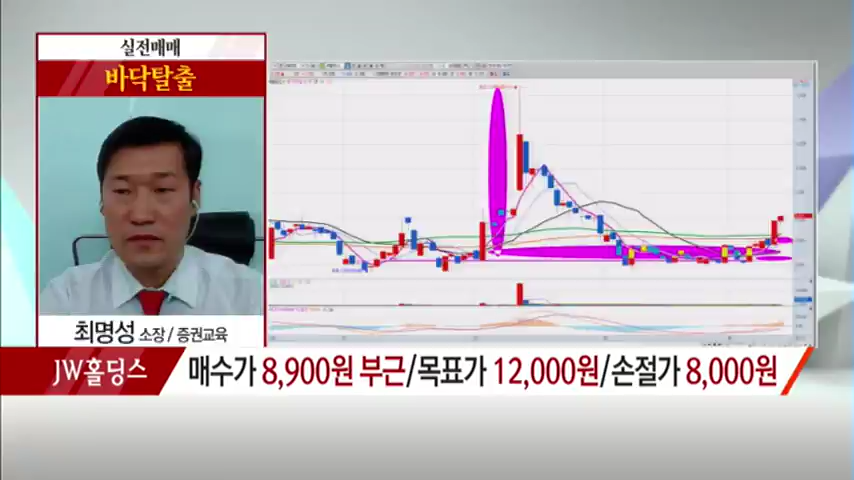 실전매매
바닥탈출
최명성 소장 / 증권교육
JW홀딩스
매수가 8,900원 부근/목표가 12,000원/손절가 8,000원